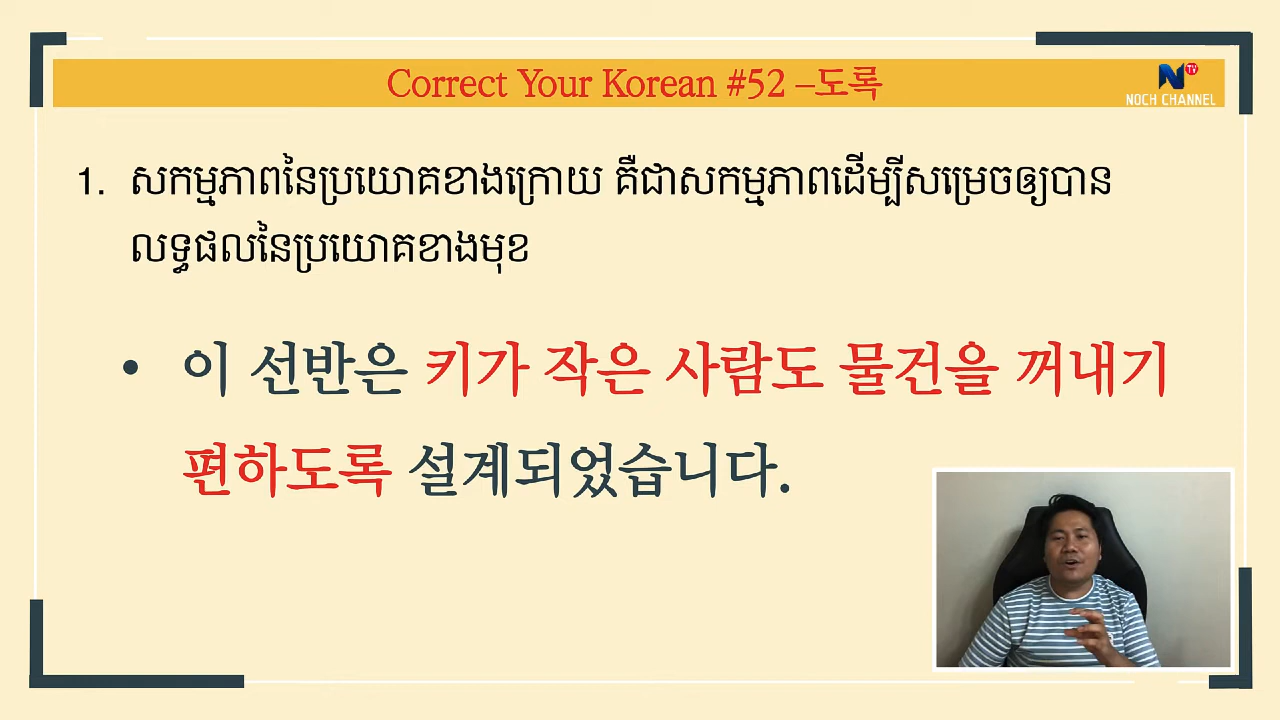 Correct Your Korean #52 –도록
N TV
NOCH CHANNEL
1. សកម្មភាពនៃប្រយោគខាងក្រោយ គឺជាសកម្មភាពដើម្បីសម្រេចឲ្យបាន
លទ្ធផលនៃប្រយោគខាងមុខ
• 이 선반은 키가 작은 사람도 물건을 꺼내기
편하도록 설계되었습니다.